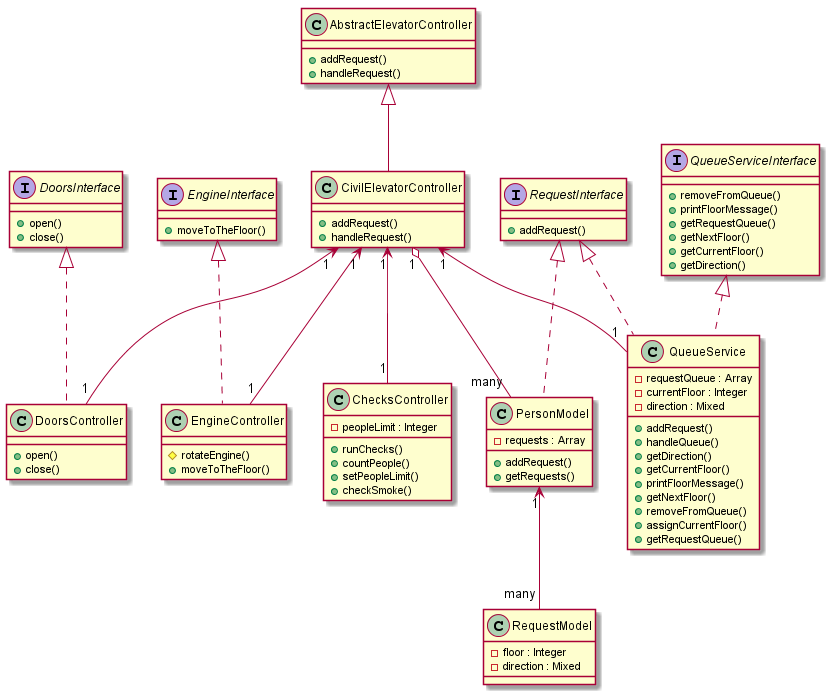 C AbstractElevatorController
addRequest()
handleRequest()
I DoorsInterface
open()
close()
I EngineInterface
moveToTheFloor()
C CivilElevatorController
addRequest()
handleRequest()
I RequestInterface
addRequest()
I QueueServiceInterface
removeFromQueue()
printFloorMessage()
getRequestQueue()
getNextFloor()
getCurrentFloor()
getDirection()
1 1 1 1 1
1
1
1
many
1
C DoorsController
open()
close()
C EngineController
rotateEngine()
moveToTheFloor()
C ChecksController
peopleLimit : Integer
runChecks()
countPeople()
setPeopleLimit()
checkSmoke()
C PersonModel
requests : Array
addRequest()
getRequests()
C QueueService
requestQueue : Array
currentFloor : Integer
direction : Mixed
addRequest()
handleQueue()
getDirection()
getCurrentFloor()
printFloorMessage()
getNextFloor()
removeFromQueue()
assignCurrentFloor()
getRequestQueue()
1
many
C RequestModel
floor : Integer
direction : Mixed